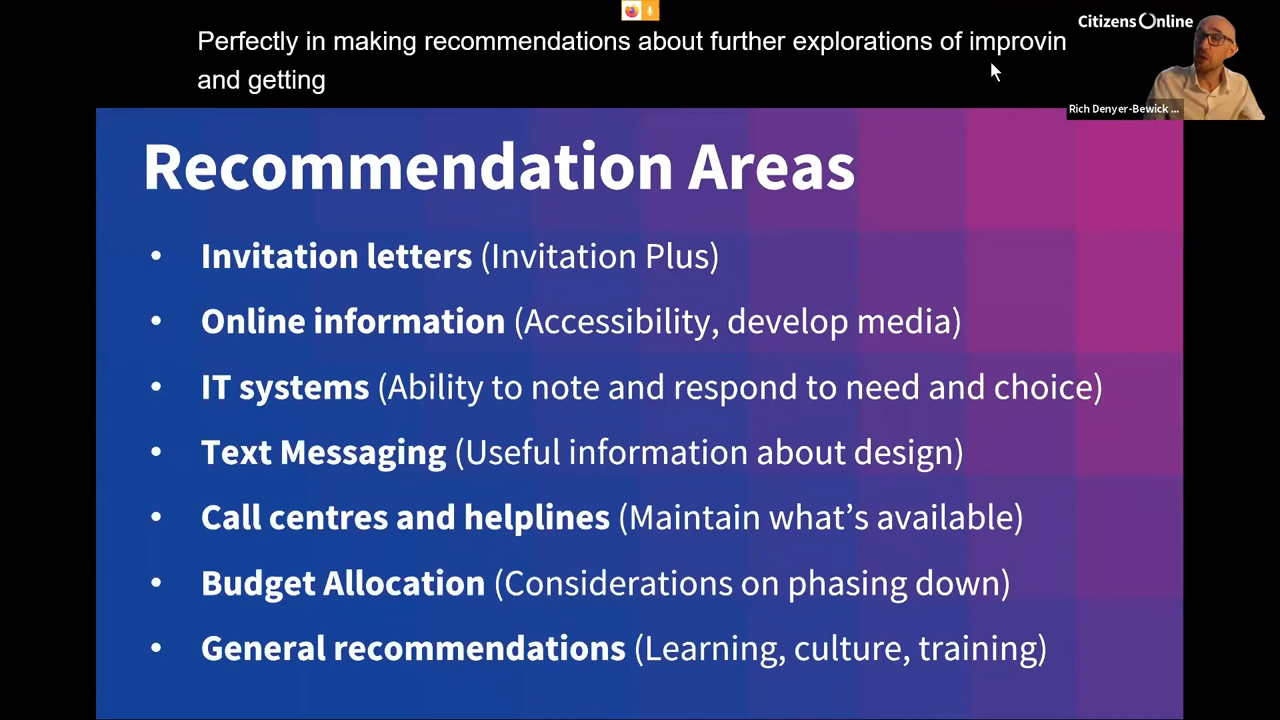 Perfectly in making recommendations about further explorations of improvin
and getting
Citizens Online
Rich Denyer-Bewick ...
Recommendation Areas
• Invitation letters (Invitation Plus)
• Online information (Accessibility, develop media)
• IT systems (Ability to note and respond to need and choice)
• Text Messaging (Useful information about design)
• Call centres and helplines (Maintain what’s available)
• Budget Allocation (Considerations on phasing down)
• General recommendations (Learning, culture, training)